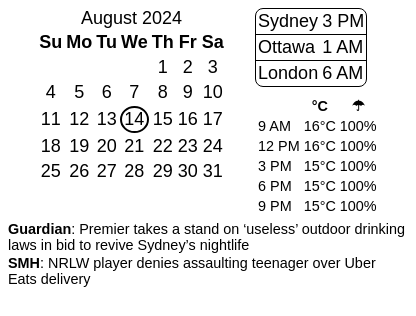 August 2024
Su Mo Tu We Th Fr Sa
1 2 3
4 5 6 7 8 9 10
11 12 13 14 15 16 17
18 19 20 21 22 23 24
25 26 27 28 29 30 31
Sydney 3 PM
Ottawa 1 AM
London 6 AM
°C ☂
9 AM 16°C 100%
12 PM 16°C 100%
3 PM 15°C 100%
6 PM 15°C 100%
9 PM 15°C 100%
Guardian: Premier takes a stand on ‘useless’ outdoor drinking
laws in bid to revive Sydney’s nightlife
SMH: NRLW player denies assaulting teenager over Uber
Eats delivery